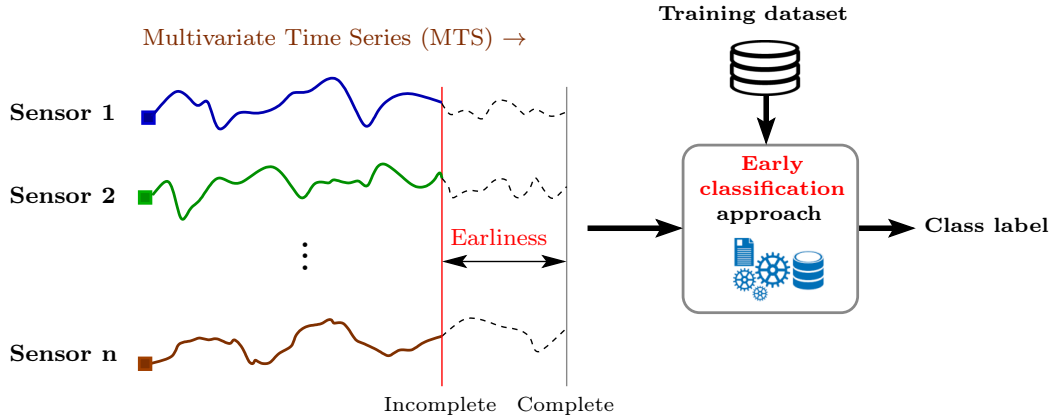 Training dataset
Multivariate Time Series (MTS) →
Sensor 1
Sensor 2
Sensor n
Earliness
Incomplete
Complete
Early
classification
approach
Class label